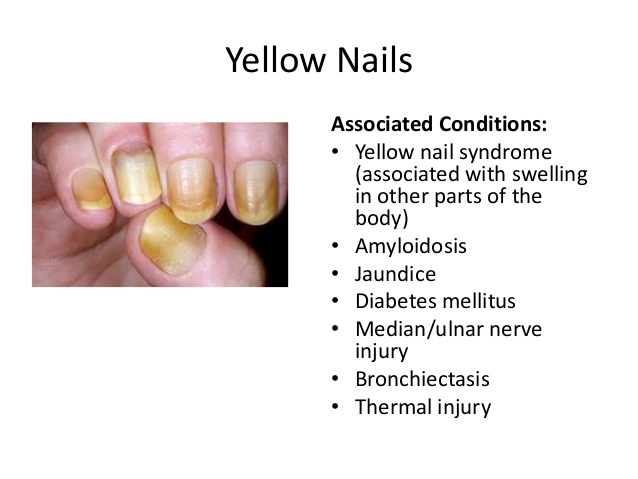 Yellow Nails
Associated Conditions:
• Yellow nail syndrome
(associated with swelling
in other parts of the
body)
• Amyloidosis
• Jaundice
• Diabetes mellitus
• Median/ulnar nerve
injury
• Bronchiectasis
• Thermal injury